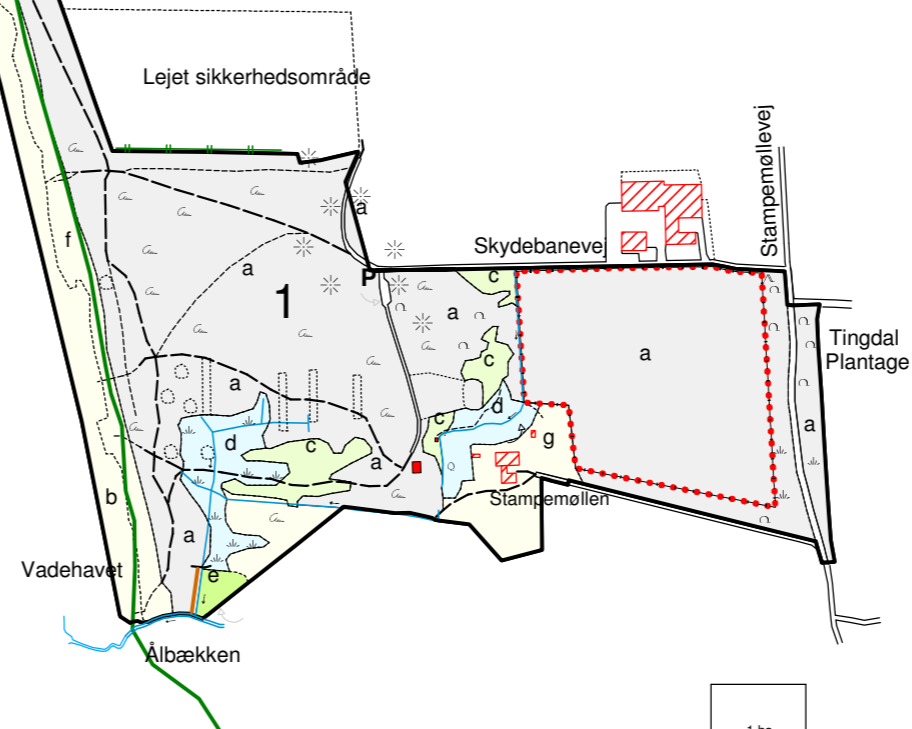 Lejet sikkerhedsområde
Stampemøllevej
a
f
Skydebanevej
a
P
c
1
a
a
Tingdal
Plantage
c
a
d
c
a
d
c
g
a
a
b
Stampemøllen
a
Vadehavet
e
Ålbækken